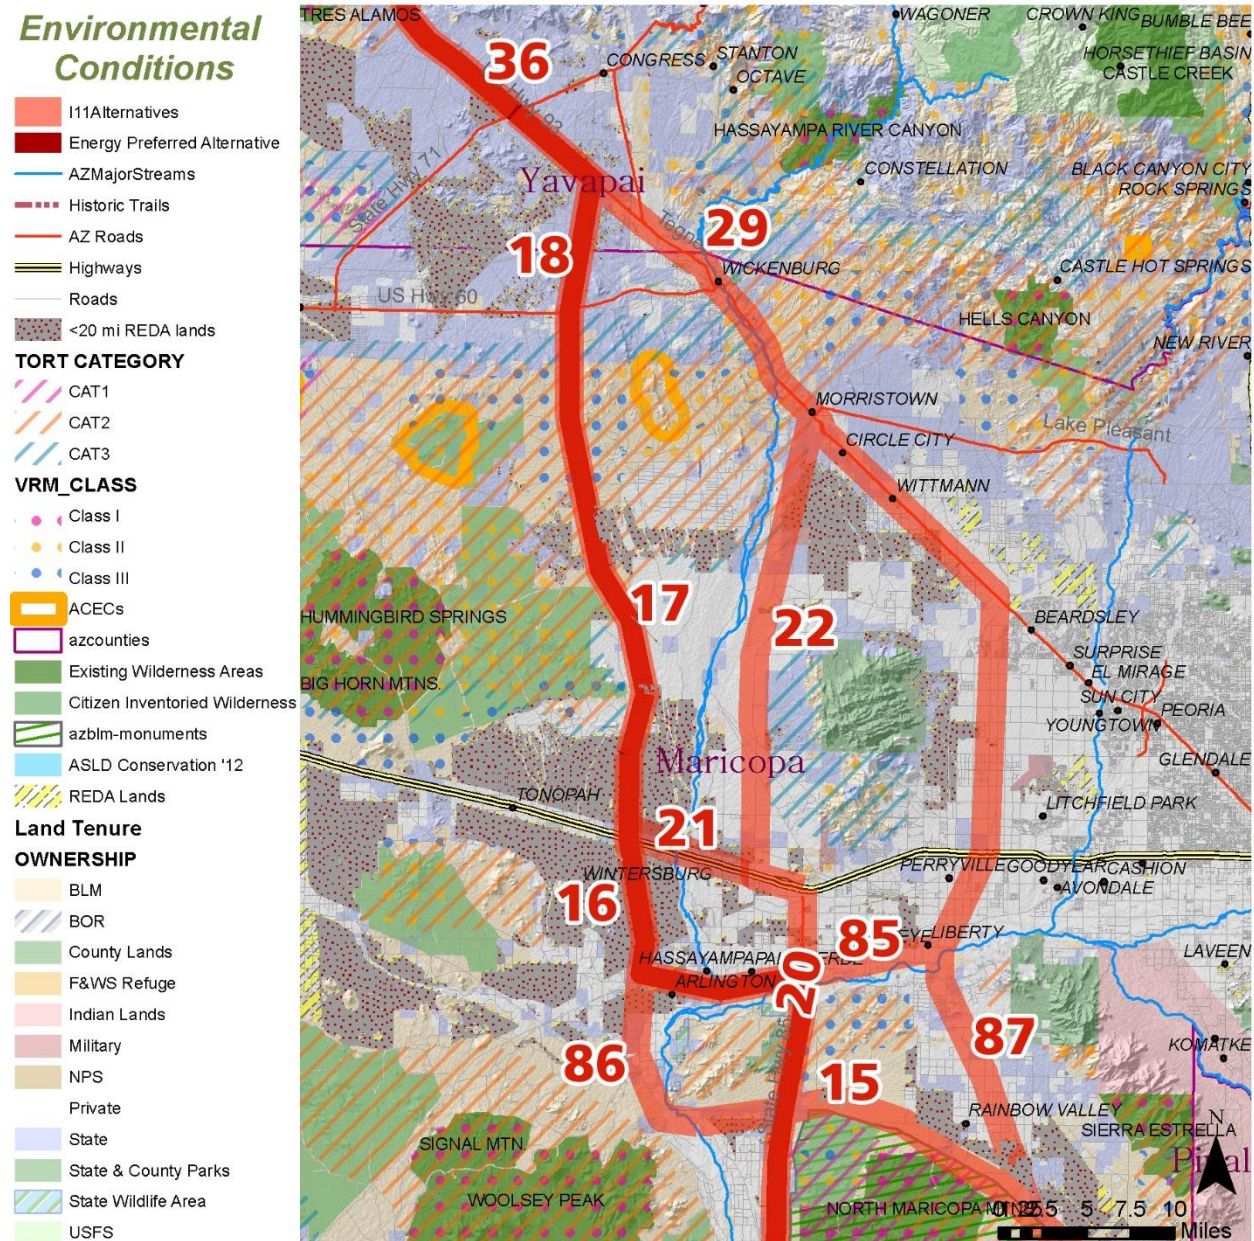 Environmental
Conditions
I11Alternatives
Energy Preferred Alternative
AZMajorStreams
Historic Trails
AZ Roads
Highways
Roads
<20 mi REDA lands
TORT CATEGORY
CAT1
CAT2
CAT3
VRM_CLASS
Class I
Class II
Class III
ACECs
azcounties
Existing Wilderness Areas
Citizen Inventoried Wilderness
azblm-monuments
ASLD Conservation '12
REDA Lands
Land Tenure
OWNERSHIP
BLM
BOR
County Lands
F&WS Refuge
Indian Lands
Military
NPS
Private
State
State & County Parks
State Wildlife Area
USFS
TRES ALAMOS
WAGONER
CROWN KING
BUMBLE BEE
36
CONGRESS
STANTON
OCTAVE
HORSETHIEF BASIN
CASTLE CREEK
Hwy 93
HASSAYAMPA RIVER CANYON
State Hwy 71
Yavapai
CONSTELLATION
BLACK CANYON CITY
ROCK SPRINGS
18
29
WICKENBURG
CASTLE HOT SPRINGS
US Hwy 60
HELLS CANYON
NEW RIVER
MORRISTOWN
Lake Pleasant
CIRCLE CITY
WITTMANN
HUMMINGBIRD SPRINGS
17
22
BEARDSLEY
BIG HORN MTNS.
SURPRISE
EL MIRAGE
SUN CITY
YOUNGTOWN
PEORIA
Maricopa
GLENDALE
TONOPAH
21
LITCHFIELD PARK
WINTERSBURG
PERRYVILLE
GOODYEAR
CASHION
AVONDALE
16
85
LIBERTY
LAVEEN
HASSAYAMPA
ARLINGTON
20
State Hwy 85
86
15
87
KOMATKE
RAINBOW VALLEY
SIGNAL MTN.
SIERRA ESTRELLA
N
WOOLSEY PEAK
NORTH MARICOPA
5
7.5
10
Miles